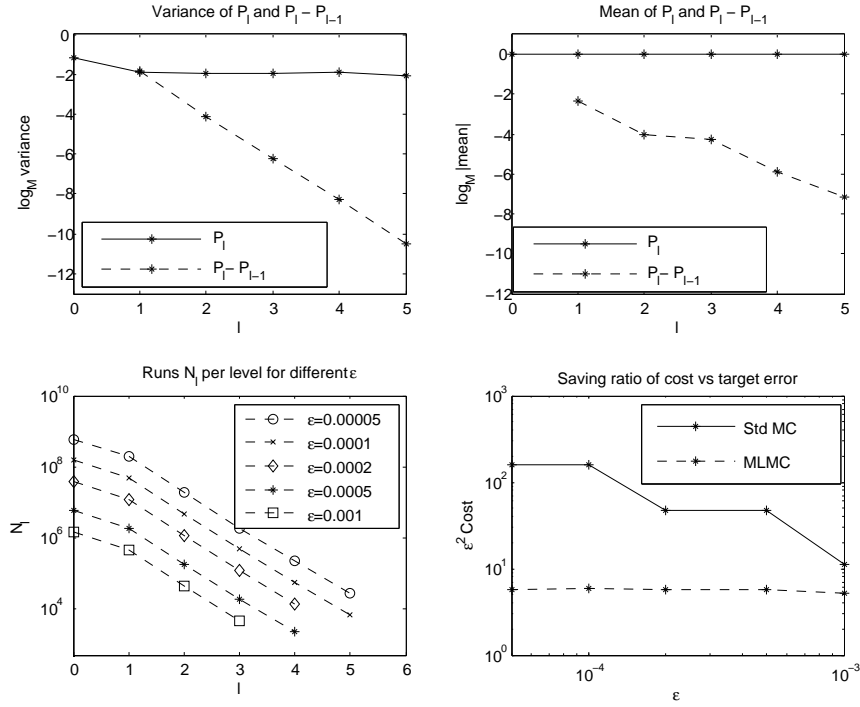 Variance of P_l and P_l − P_{l−1}
log_M variance
0
−2
−4
−6
−8
−10
−12
P_l
P_l − P_{l−1}
0 1 2 3 4 5
l
Mean of P_l and P_l − P_{l−1}
log_M |mean|
0
−2
−4
−6
−8
−10
−12
P_l
P_l − P_{l−1}
0 1 2 3 4 5
l
Runs N_l per level for different ε
N_l
10^10
10^8
10^6
10^4
ε=0.00005
ε=0.0001
ε=0.0002
ε=0.0005
ε=0.001
0 1 2 3 4 5 6
l
Saving ratio of cost vs target error
ε^2 Cost
10^3
10^2
10^1
10^0
Std MC
MLMC
10^−4 10^−3
ε